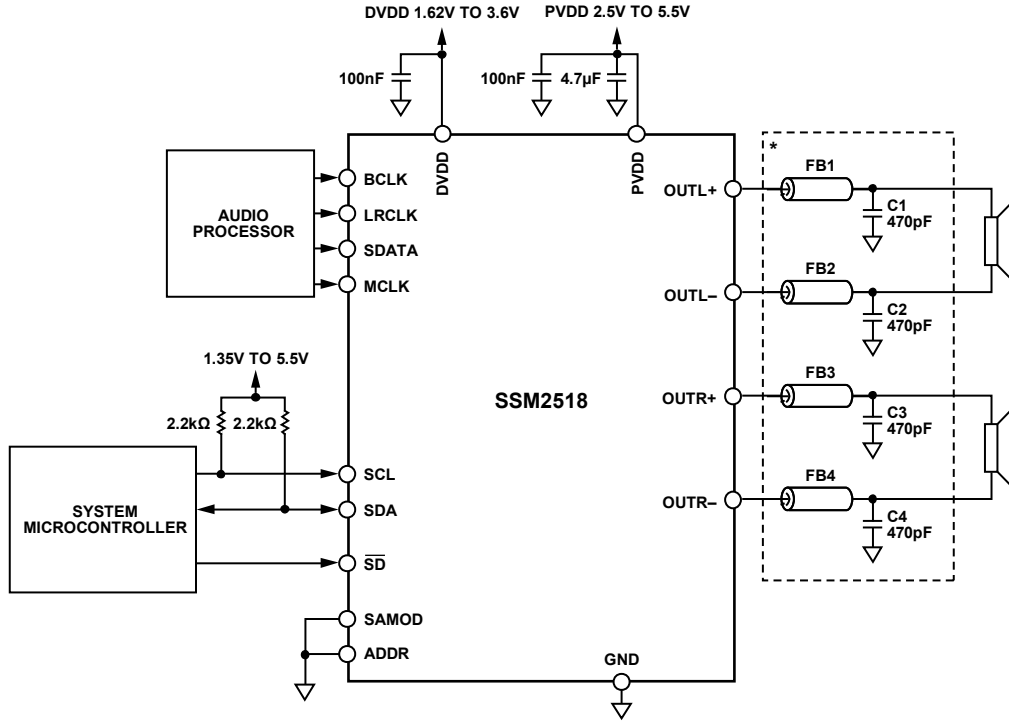 DVDD 1.62V TO 3.6V
PVDD 2.5V TO 5.5V
100nF
100nF
4.7µF
DVDD
PVDD
AUDIO
PROCESSOR
BCLK
LRCLK
SDATA
MCLK
OUTL+
OUTL–
OUTR+
OUTR–
*
FB1
C1
470pF
FB2
C2
470pF
FB3
C3
470pF
FB4
C4
470pF
SSM2518
1.35V TO 5.5V
2.2kΩ
2.2kΩ
SYSTEM
MICROCONTROLLER
SCL
SDA
S̅D̅
SAMOD
ADDR
GND